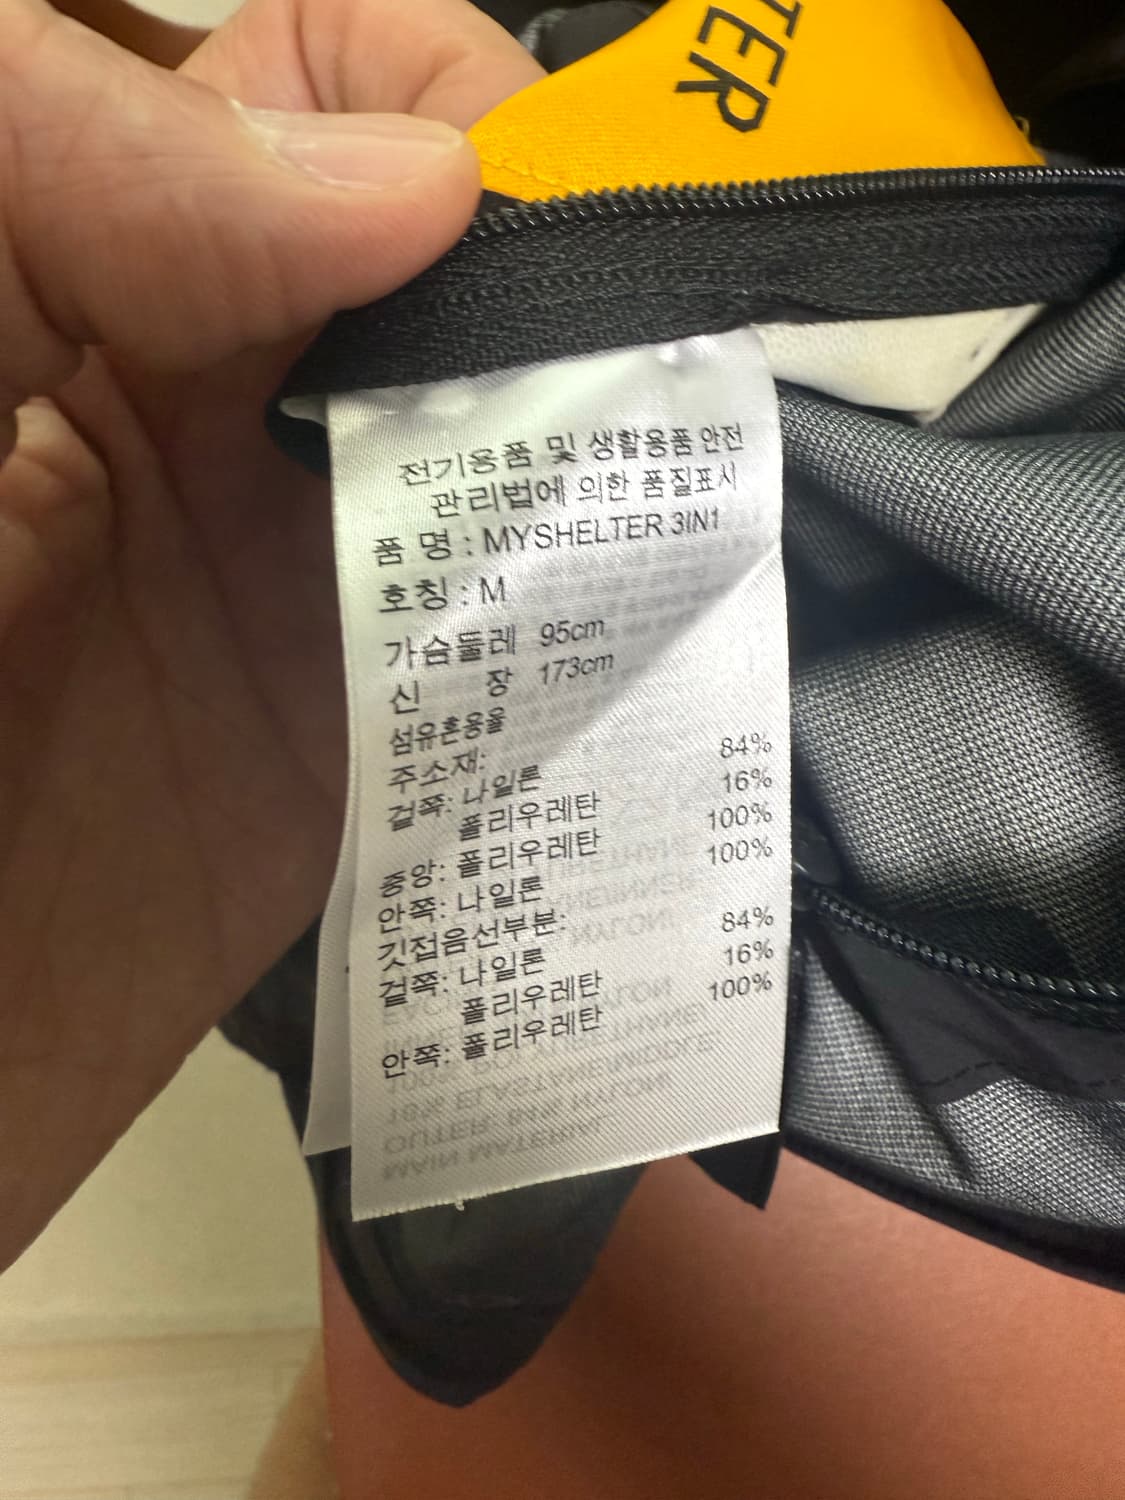 TER
전기용품 및 생활용품 안전
관리법에 의한 품질표시
품 명 : MYSHELTER 3IN1
호칭 : M
가슴둘레 95cm
신 장 173cm
섬유혼용율
주소재:
겉쪽: 나일론 84%
폴리우레탄 16%
중앙: 폴리우레탄 100%
안쪽: 나일론 100%
깃접음선부분:
겉쪽: 나일론 84%
폴리우레탄 16%
안쪽: 폴리우레탄 100%